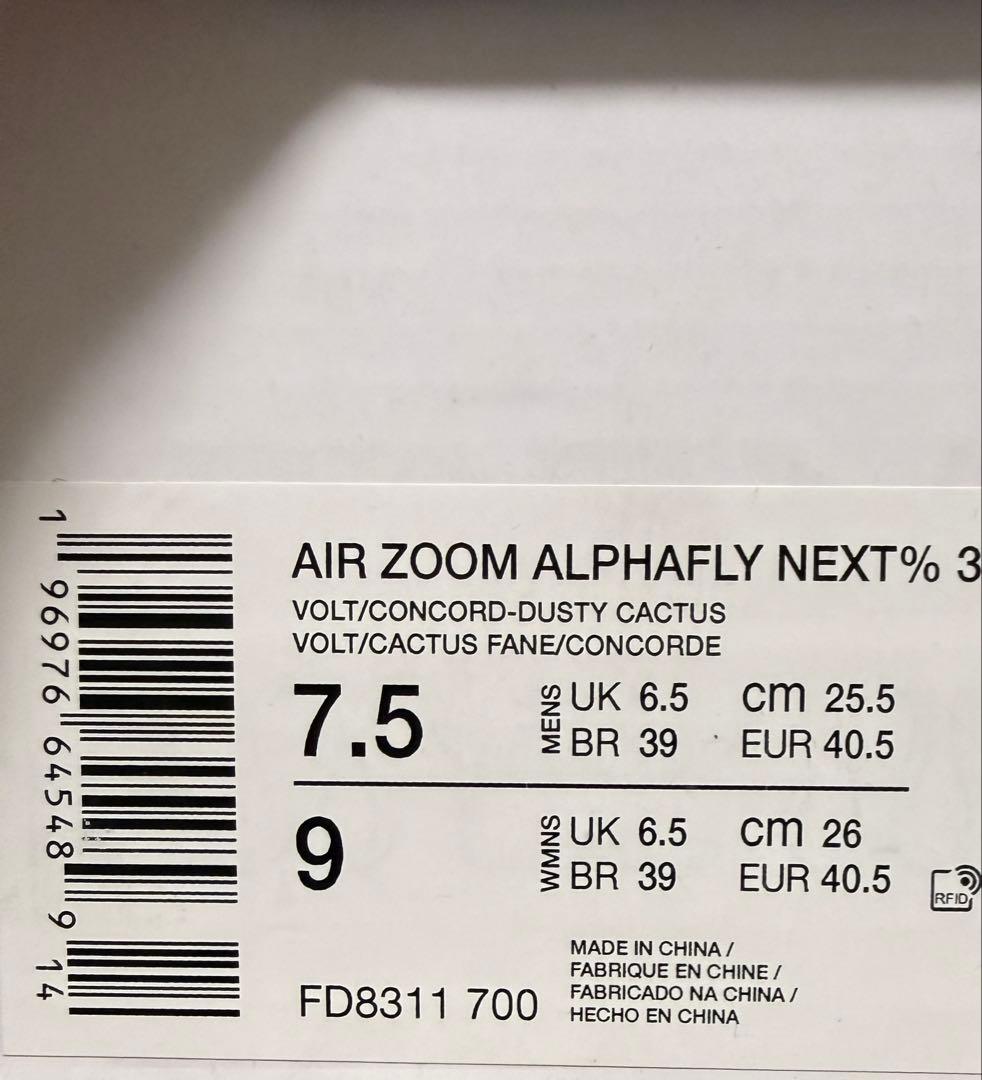 AIR ZOOM ALPHAFLY NEXT% 3
VOLT/CONCORD-DUSTY CACTUS
VOLT/CACTUS FANE/CONCORDE
7.5 MENS UK 6.5 cm 25.5
BR 39 EUR 40.5
9 WMNS UK 6.5 cm 26
BR 39 EUR 40.5
RFID
MADE IN CHINA /
FABRIQUE EN CHINE /
FABRICADO NA CHINA /
HECHO EN CHINA
FD8311 700
1 96976 64548 9 14